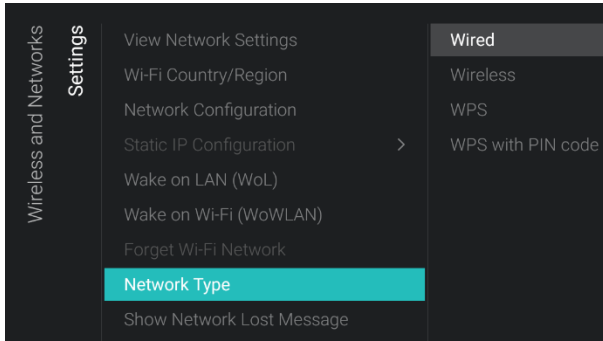 Wireless and Networks
Settings
View Network Settings
Wi-Fi Country/Region
Network Configuration
Static IP Configuration >
Wake on LAN (WoL)
Wake on Wi-Fi (WoWLAN)
Forget Wi-Fi Network
Network Type
Show Network Lost Message
Wired
Wireless
WPS
WPS with PIN code